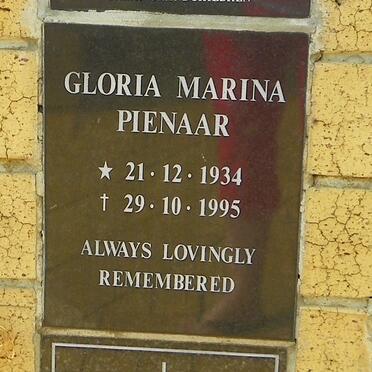 GLORIA MARINA
PIENAAR
★ 21 · 12 · 1934
† 29 · 10 · 1995
ALWAYS LOVINGLY
REMEMBERED